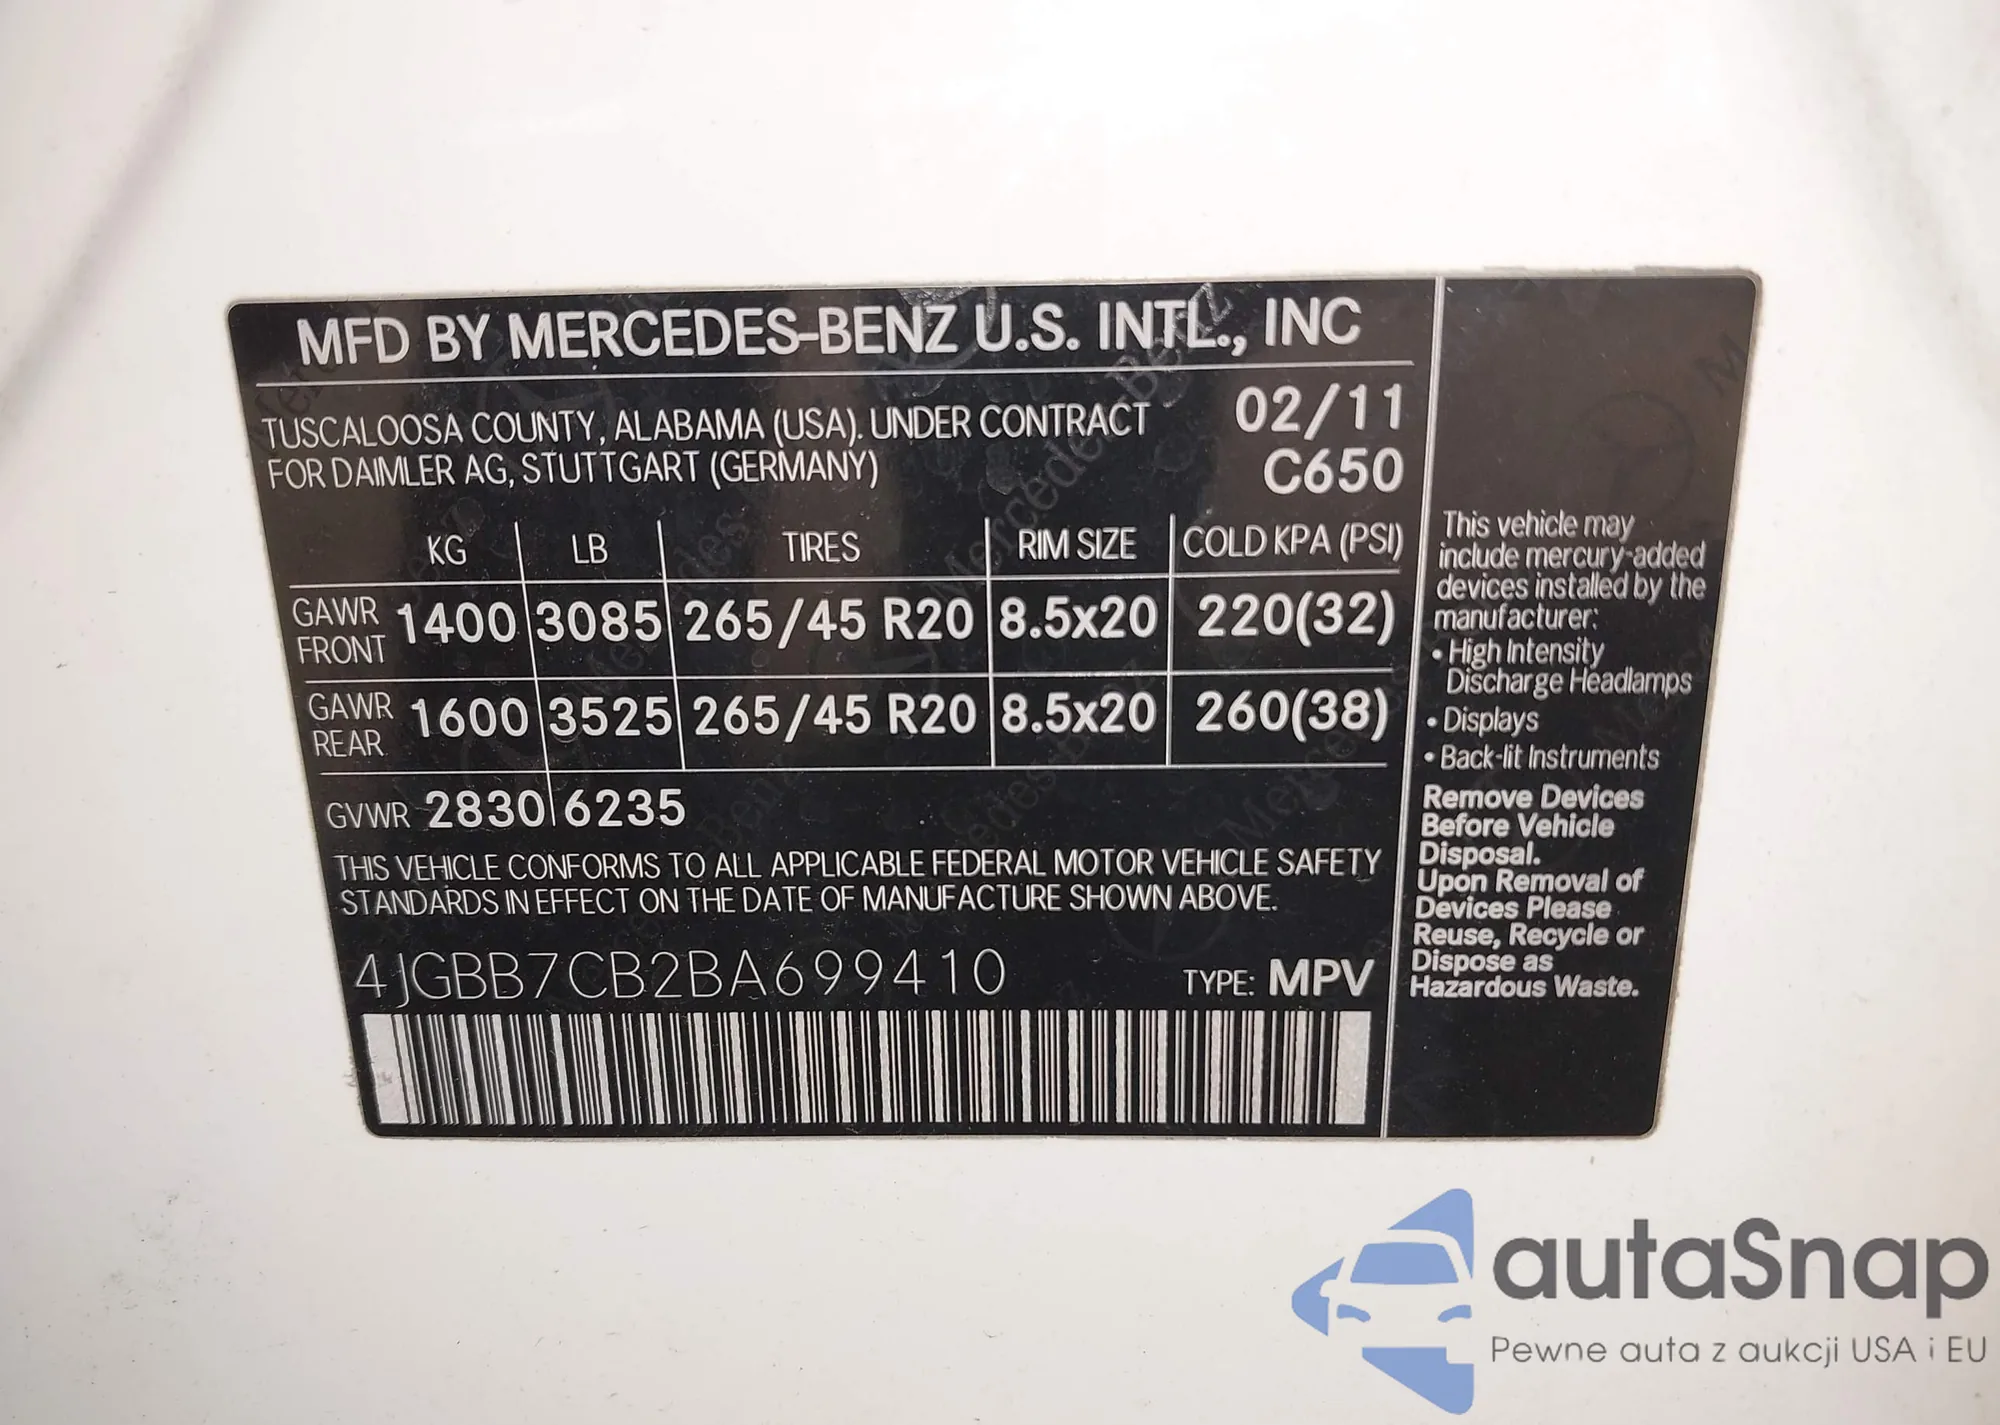 MFD BY MERCEDES-BENZ U.S. INTL., INC
TUSCALOOSA COUNTY, ALABAMA (USA). UNDER CONTRACT
FOR DAIMLER AG, STUTTGART (GERMANY)
02/11
C650
KG LB TIRES RIM SIZE COLD KPA (PSI)
GAWR FRONT 1400 3085 265/45 R20 8.5x20 220(32)
GAWR REAR 1600 3525 265/45 R20 8.5x20 260(38)
GVWR 2830 6235
THIS VEHICLE CONFORMS TO ALL APPLICABLE FEDERAL MOTOR VEHICLE SAFETY
STANDARDS IN EFFECT ON THE DATE OF MANUFACTURE SHOWN ABOVE.
4JGBB7CB2BA699410
TYPE: MPV
This vehicle may
include mercury-added
devices installed by the
manufacturer:
• High Intensity
Discharge Headlamps
• Displays
• Back-lit Instruments
Remove Devices
Before Vehicle
Disposal.
Upon Removal of
Devices Please
Reuse, Recycle or
Dispose as
Hazardous Waste.
autaSnap
Pewne auta z aukcji USA i EU